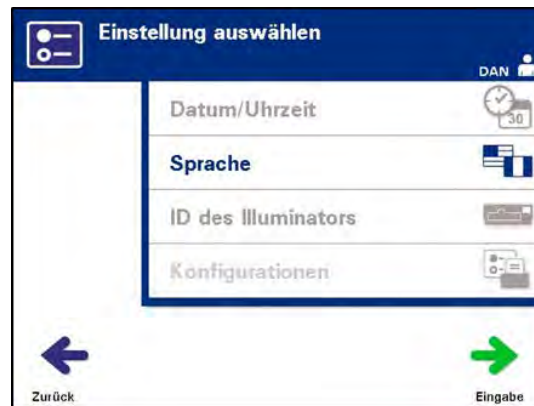 Einstellung auswählen
DAN
Datum/Uhrzeit
30
Sprache
ID des Illuminators
Konfigurationen
Zurück
Eingabe